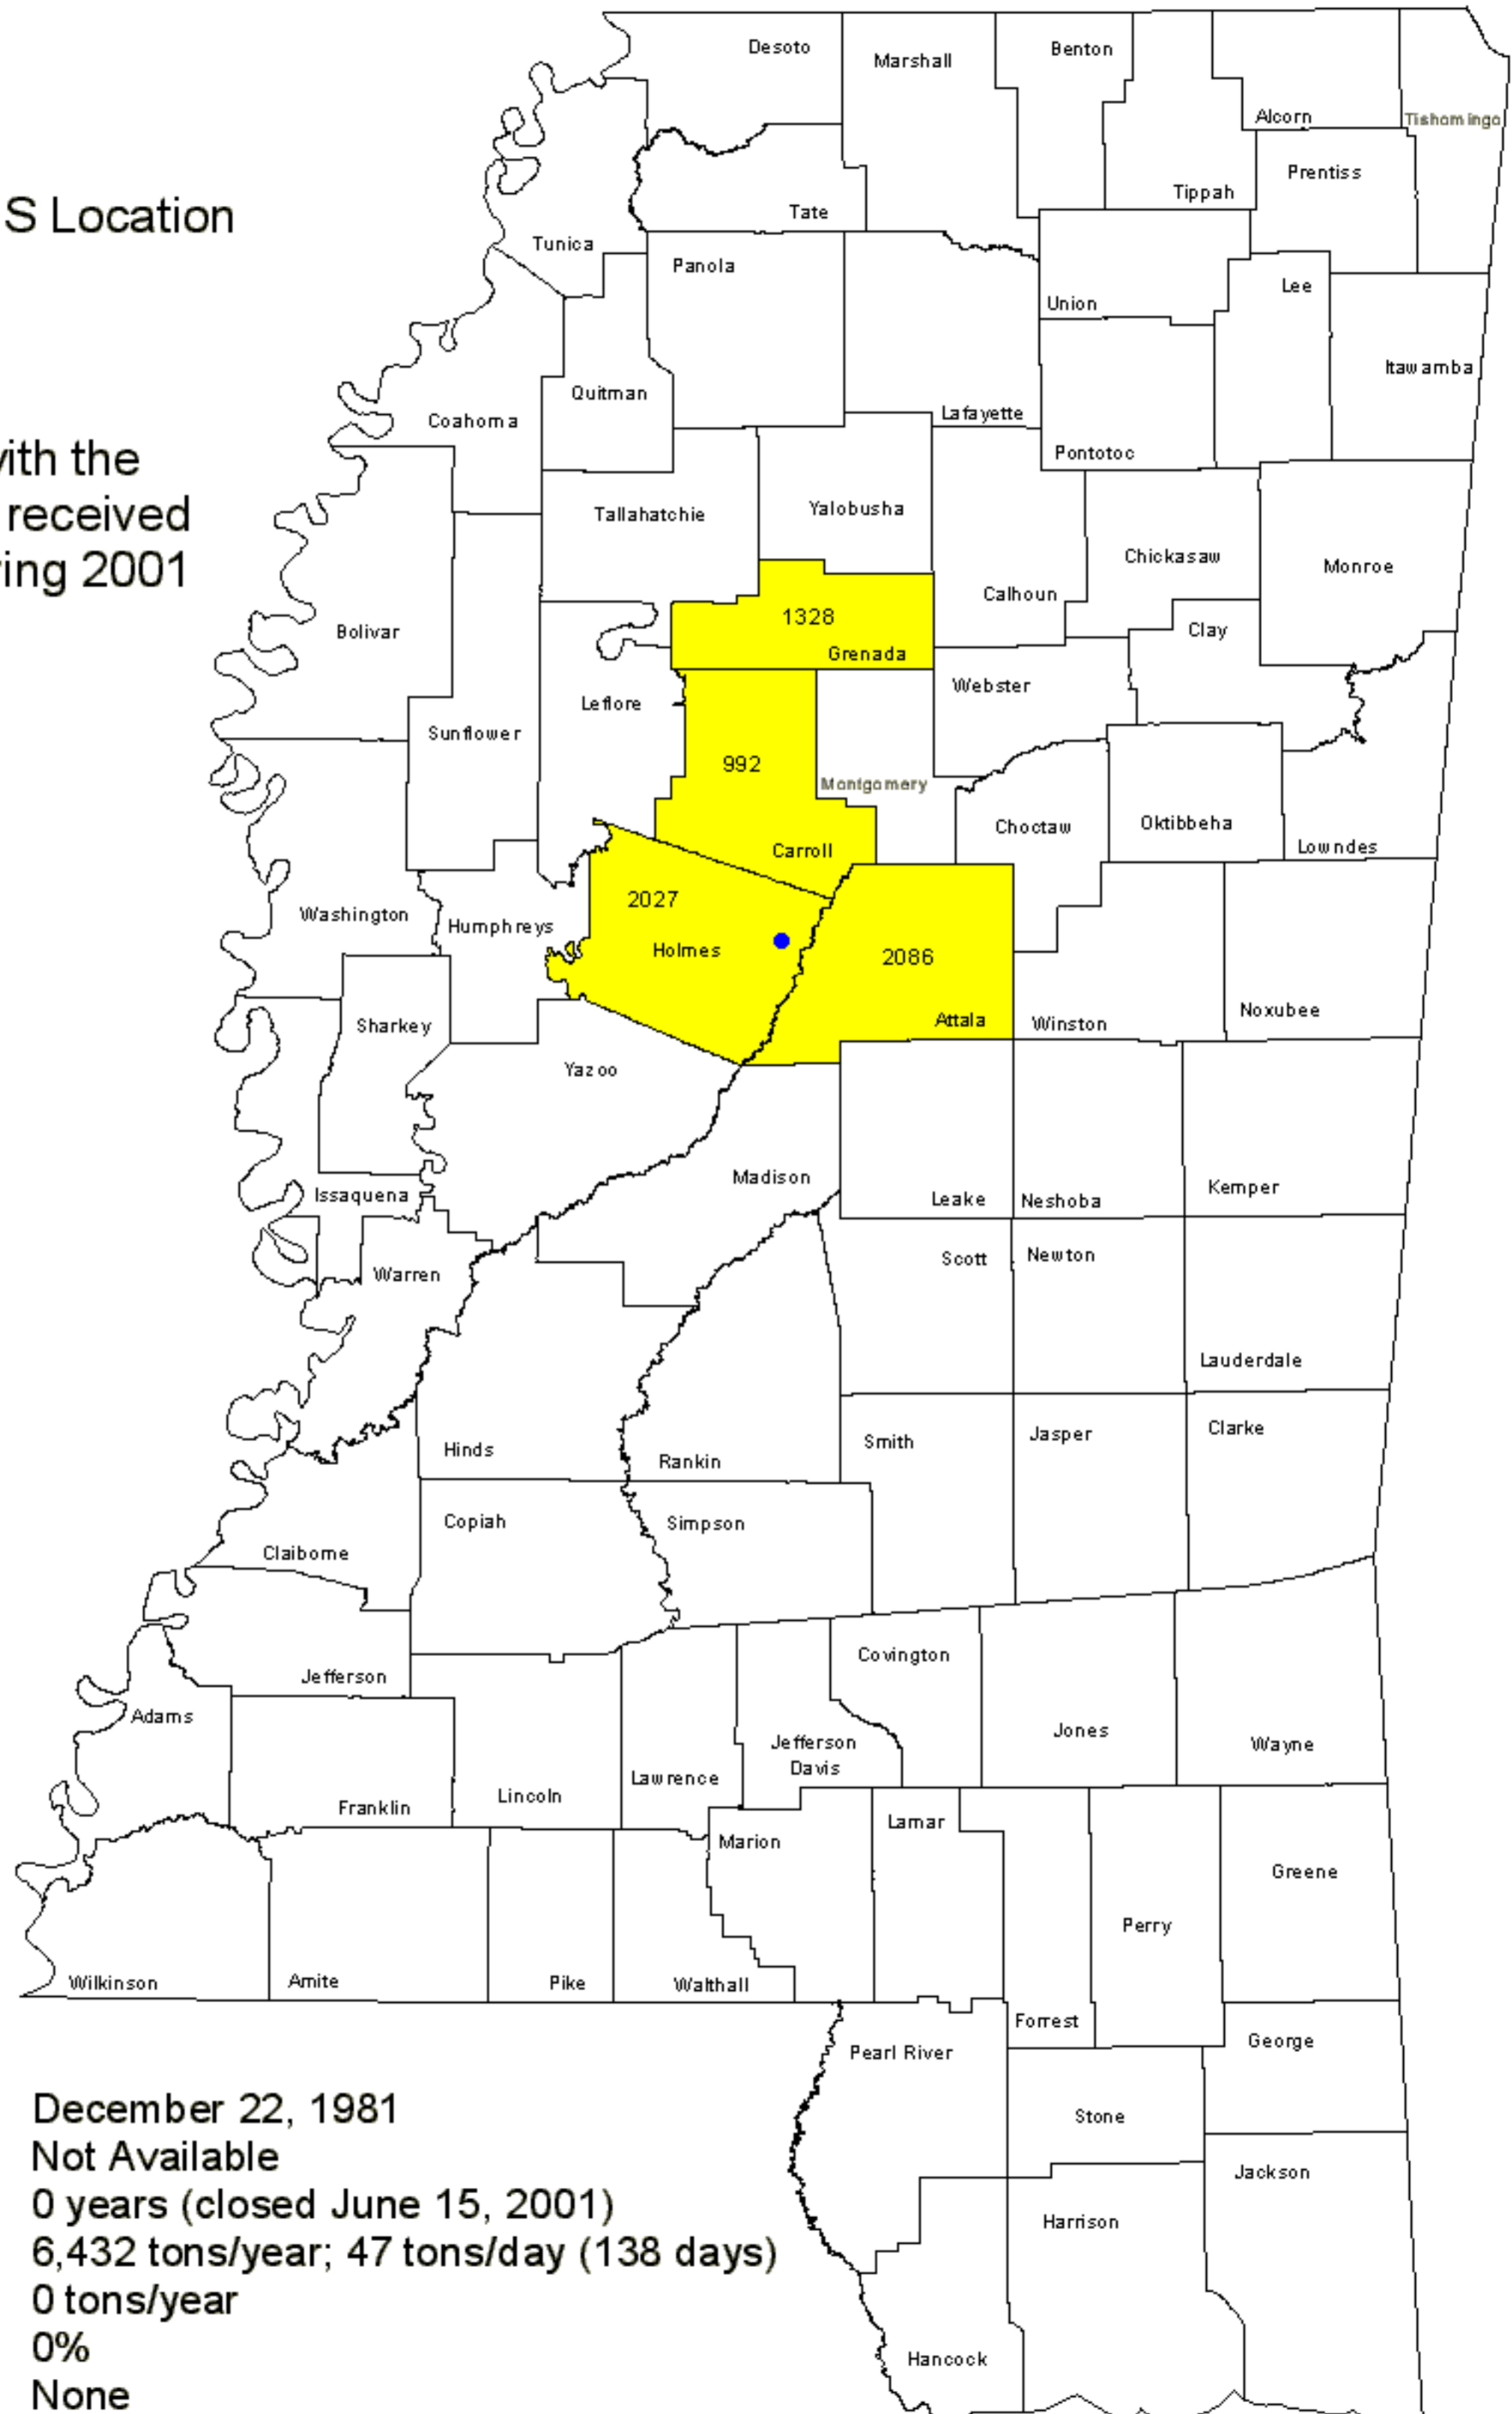 Desoto
Marshall
Benton
Alcorn
Tishomingo
Prentiss
Tippah
Tate
S Location
Tunica
Panola
Lee
Union
Itawamba
Quitman
Coahoma
Lafayette
Pontotoc
with the
received
ring 2001
Tallahatchie
Yalobusha
Chickasaw
Monroe
Calhoun
1328
Grenada
Bolivar
Clay
Webster
Leflore
Sunflower
992
Montgomery
Carroll
Choctaw
Oktibbeha
Lowndes
Washington
Humphreys
2027
Holmes
2086
Attala
Winston
Noxubee
Sharkey
Yazoo
Madison
Leake
Neshoba
Kemper
Issaquena
Warren
Scott
Newton
Lauderdale
Hinds
Rankin
Smith
Jasper
Clarke
Copiah
Simpson
Claiborne
Jefferson
Covington
Adams
Jefferson
Davis
Jones
Wayne
Lawrence
Lincoln
Franklin
Marion
Lamar
Greene
Perry
Wilkinson
Amite
Pike
Walthall
Forrest
George
Pearl River
Stone
Jackson
Harrison
Hancock
December 22, 1981
Not Available
0 years (closed June 15, 2001)
6,432 tons/year; 47 tons/day (138 days)
0 tons/year
0%
None